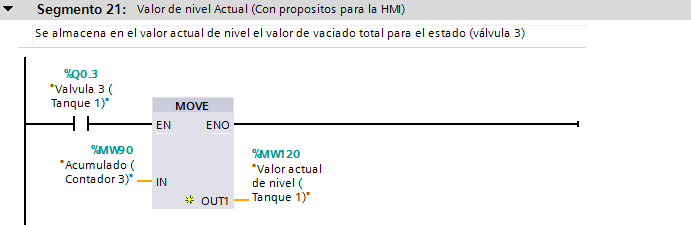 Segmento 21: Valor de nivel Actual (Con propositos para la HMI)
Se almacena en el valor actual de nivel el valor de vaciado total para el estado (válvula 3)
%Q0.3
"Valvula 3 (
Tanque 1)"
MOVE
EN ENO
%MW90
"Acumulado (
Contador 3)"
IN
%MW120
"Valor actual
de nivel (
Tanque 1)"
OUT1